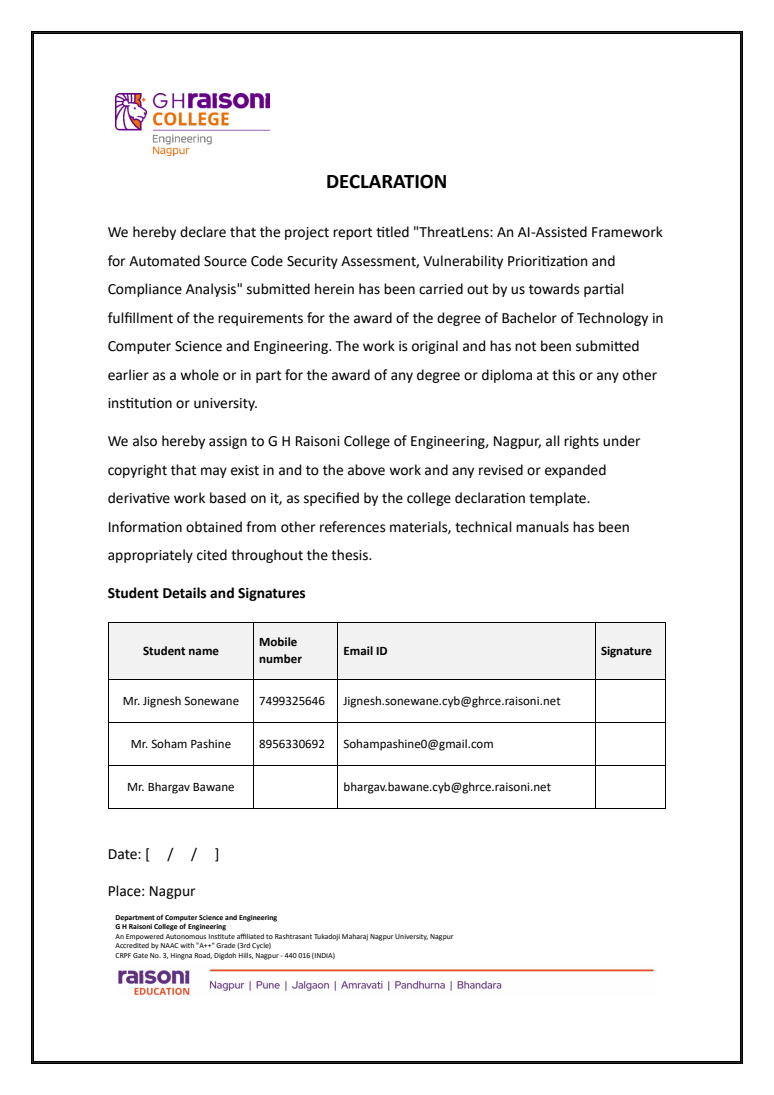 GHraisoni
COLLEGE
Engineering
Nagpur
DECLARATION
We hereby declare that the project report titled "ThreatLens: An AI-Assisted Framework
for Automated Source Code Security Assessment, Vulnerability Prioritization and
Compliance Analysis" submitted herein has been carried out by us towards partial
fulfillment of the requirements for the award of the degree of Bachelor of Technology in
Computer Science and Engineering. The work is original and has not been submitted
earlier as a whole or in part for the award of any degree or diploma at this or any other
institution or university.
We also hereby assign to G H Raisoni College of Engineering, Nagpur, all rights under
copyright that may exist in and to the above work and any revised or expanded
derivative work based on it, as specified by the college declaration template.
Information obtained from other references materials, technical manuals has been
appropriately cited throughout the thesis.
Student Details and Signatures
Student name Mobile number Email ID Signature
Mr. Jignesh Sonewane 7499325646 Jignesh.sonewane.cyb@ghrce.raisoni.net
Mr. Soham Pashine 8956330692 Sohampashine0@gmail.com
Mr. Bhargav Bawane bhargav.bawane.cyb@ghrce.raisoni.net
Date: [ / / ]
Place: Nagpur
Department of Computer Science and Engineering
G H Raisoni College of Engineering
An Empowered Autonomous Institute affiliated to Rashtrasant Tukadoji Maharaj Nagpur University, Nagpur
Accredited by NAAC with "A++" Grade (3rd Cycle)
CRPF Gate No. 3, Hingna Road, Digdoh Hills, Nagpur - 440 016 (INDIA)
raisoni
EDUCATION
Nagpur | Pune | Jalgaon | Amravati | Pandhurna | Bhandara